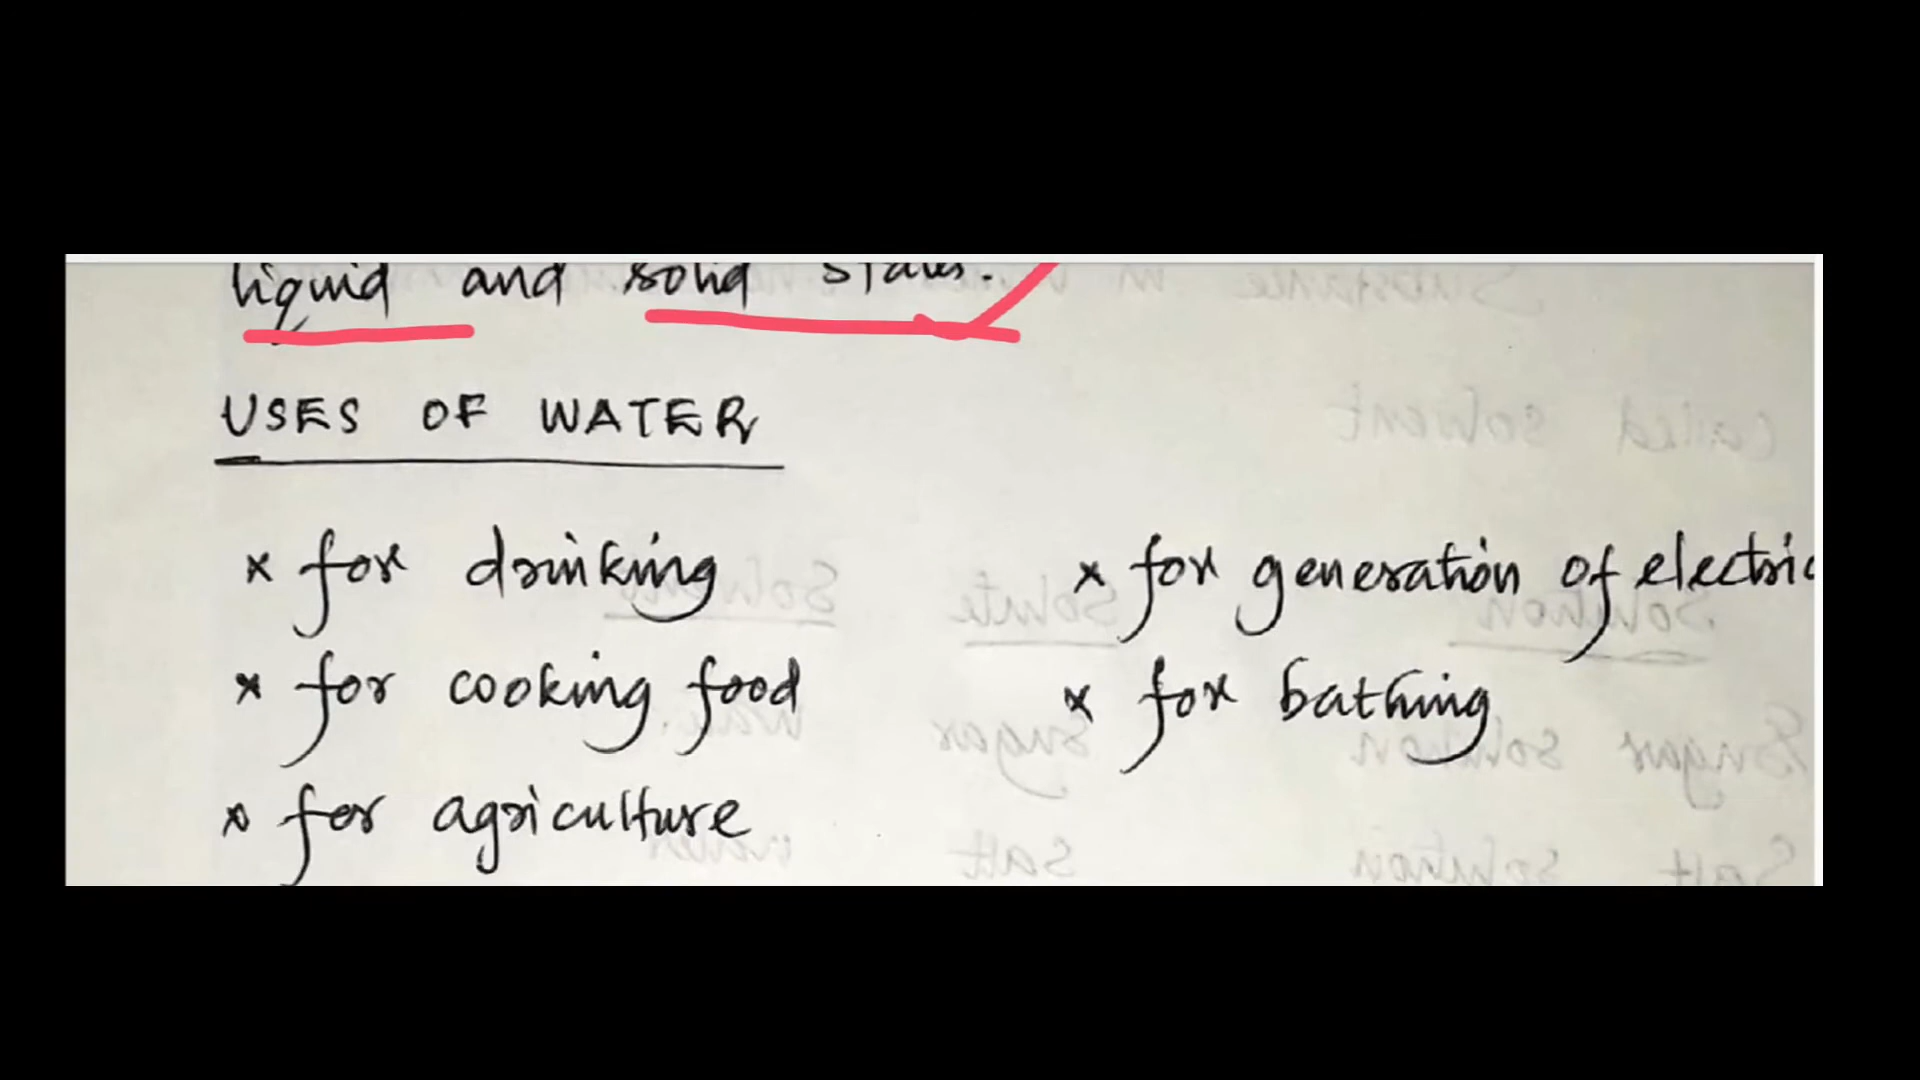 liquid and solid states.
USES OF WATER
x for drinking
x for cooking food
x for agriculture
x for generation of electric
x for bathing